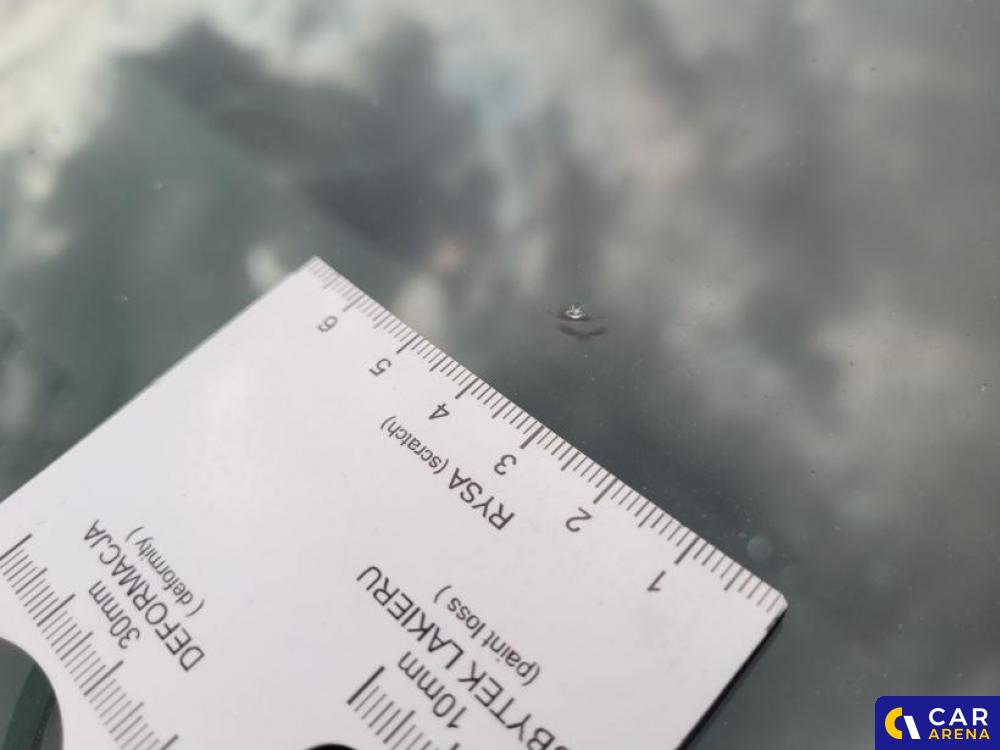 6 5 4 3 2 1
RYSA (scratch)
DEFORMACJA
(deformity)
30mm
BYTEK LAKIERU
(paint loss)
10mm
CAR
ARENA